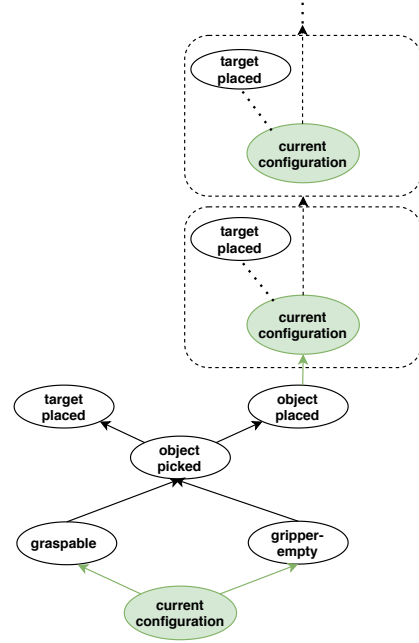 target
placed
current
configuration
target
placed
current
configuration
target
placed
object
placed
object
picked
graspable
gripper-
empty
current
configuration